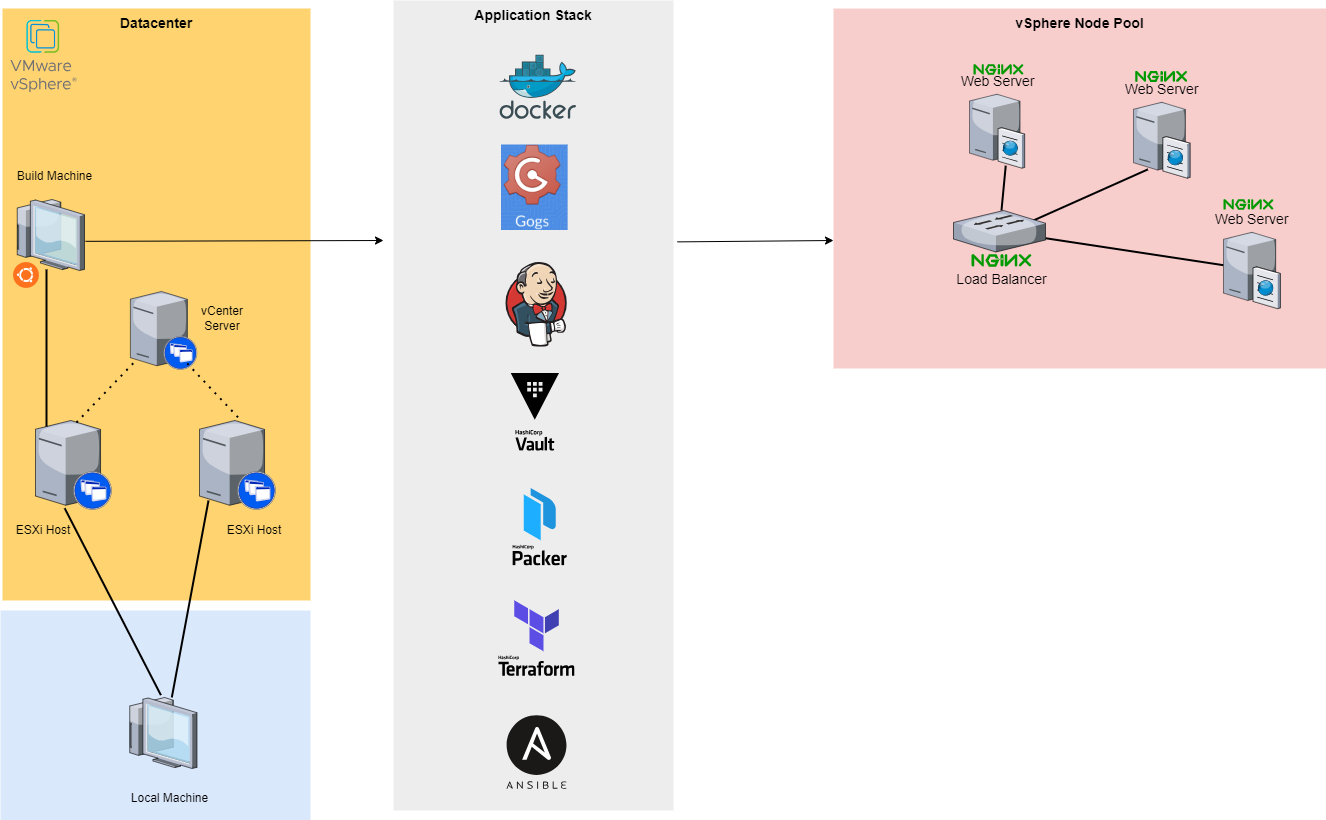 Datacenter
VMware
vSphere®
Build Machine
vCenter
Server
ESXi Host
ESXi Host
Local Machine
Application Stack
docker
Gogs
HashiCorp
Vault
HashiCorp
Packer
HashiCorp
Terraform
ANSIBLE
vSphere Node Pool
NGINX
Web Server
NGINX
Web Server
NGINX
Web Server
NGINX
Load Balancer